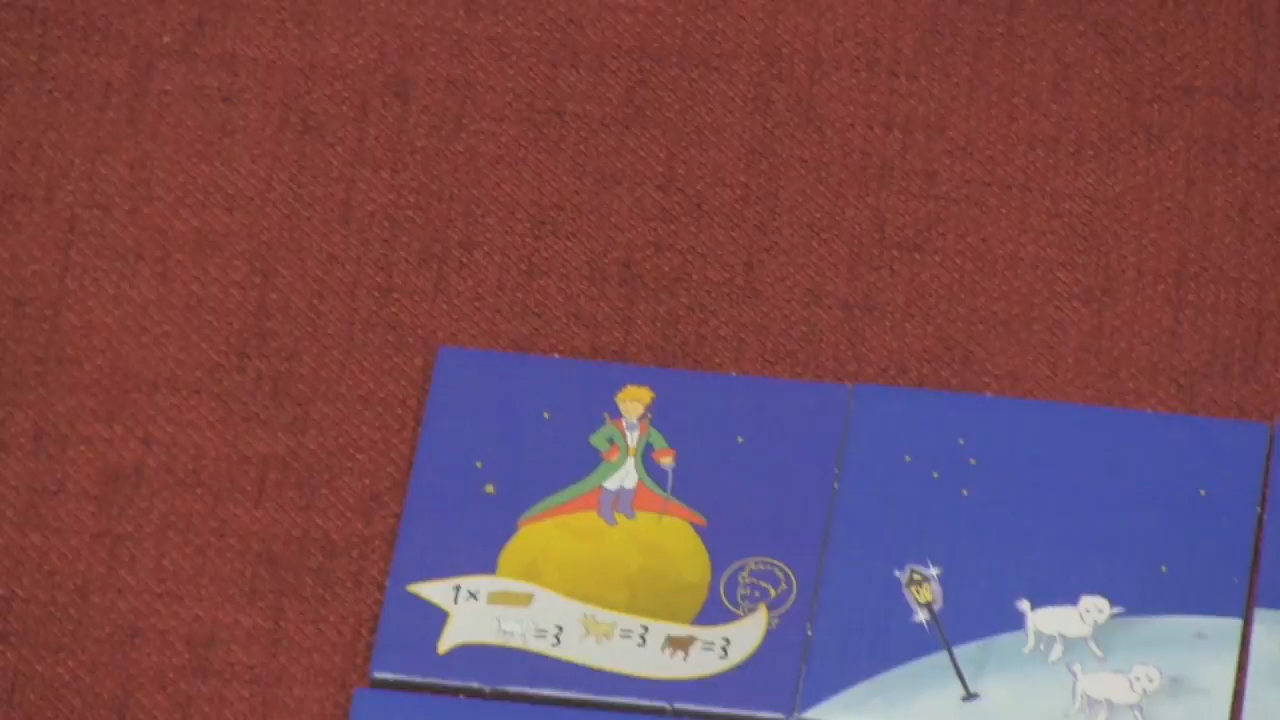 1×
=3 =3 =3